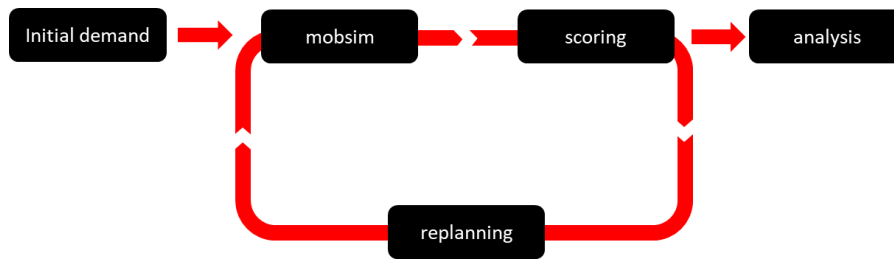 Initial demand
mobsim
scoring
analysis
replanning